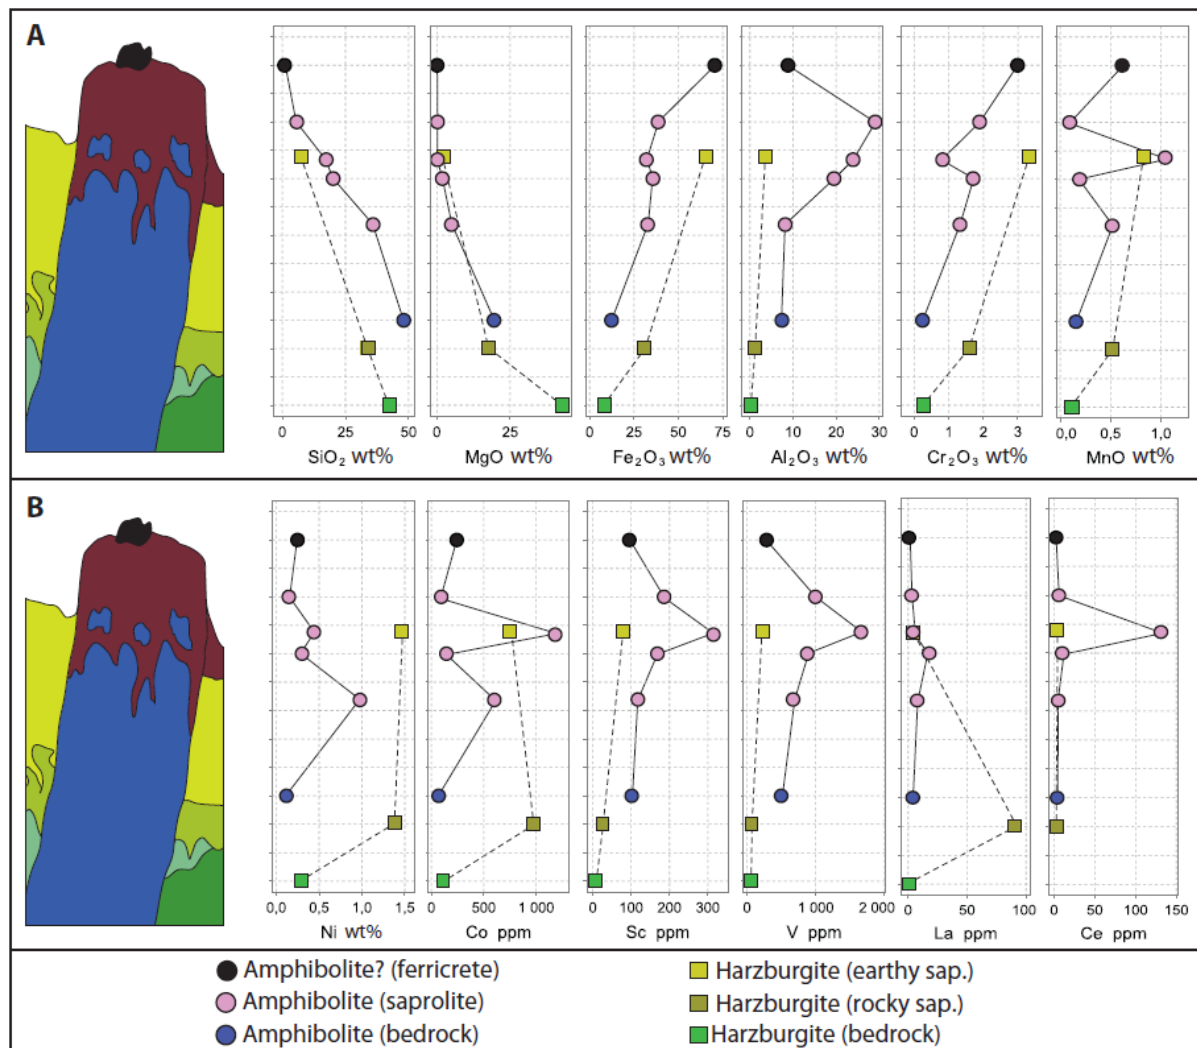 A
0 25 50 0 25 0 25 50 75 0 10 20 30 0 1 2 3 0,0 0,5 1,0
SiO₂ wt% MgO wt% Fe₂O₃ wt% Al₂O₃ wt% Cr₂O₃ wt% MnO wt%
B
0,0 0,5 1,0 1,5 0 500 1 000 0 100 200 300 0 1 000 2 000 0 50 100 0 50 100 150
Ni wt% Co ppm Sc ppm V ppm La ppm Ce ppm
Amphibolite? (ferricrete) Harzburgite (earthy sap.)
Amphibolite (saprolite) Harzburgite (rocky sap.)
Amphibolite (bedrock) Harzburgite (bedrock)